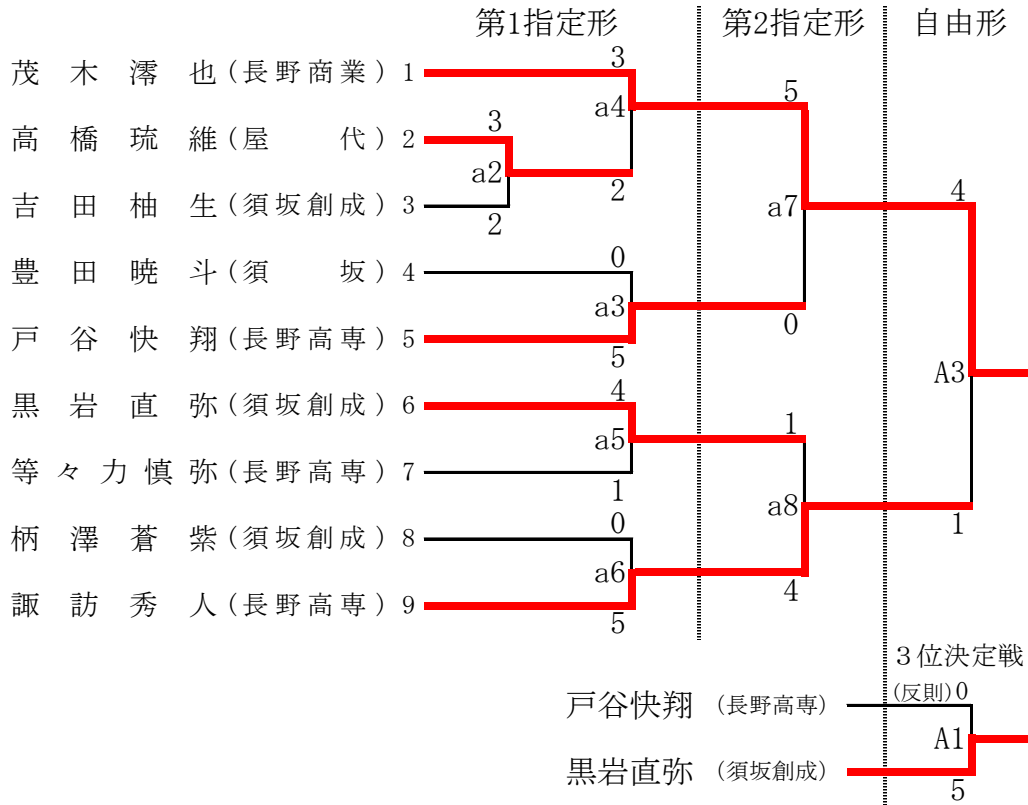 第1指定形 第2指定形 自由形
3
茂木澪也(長野商業) 1
5
a4
3
高橋琉維(屋代) 2
a2
2
4
吉田柚生(須坂創成) 3
a7
2
0
豊田暁斗(須坂) 4
a3
0
戸谷快翔(長野高専) 5
5
A3
4
黒岩直弥(須坂創成) 6
1
a5
等々力慎弥(長野高専) 7
1
a8
0
1
柄澤蒼紫(須坂創成) 8
a6
4
諏訪秀人(長野高専) 9
5
3位決定戦
(反則) 0
戸谷快翔 (長野高専)
A1
黒岩直弥 (須坂創成)
5